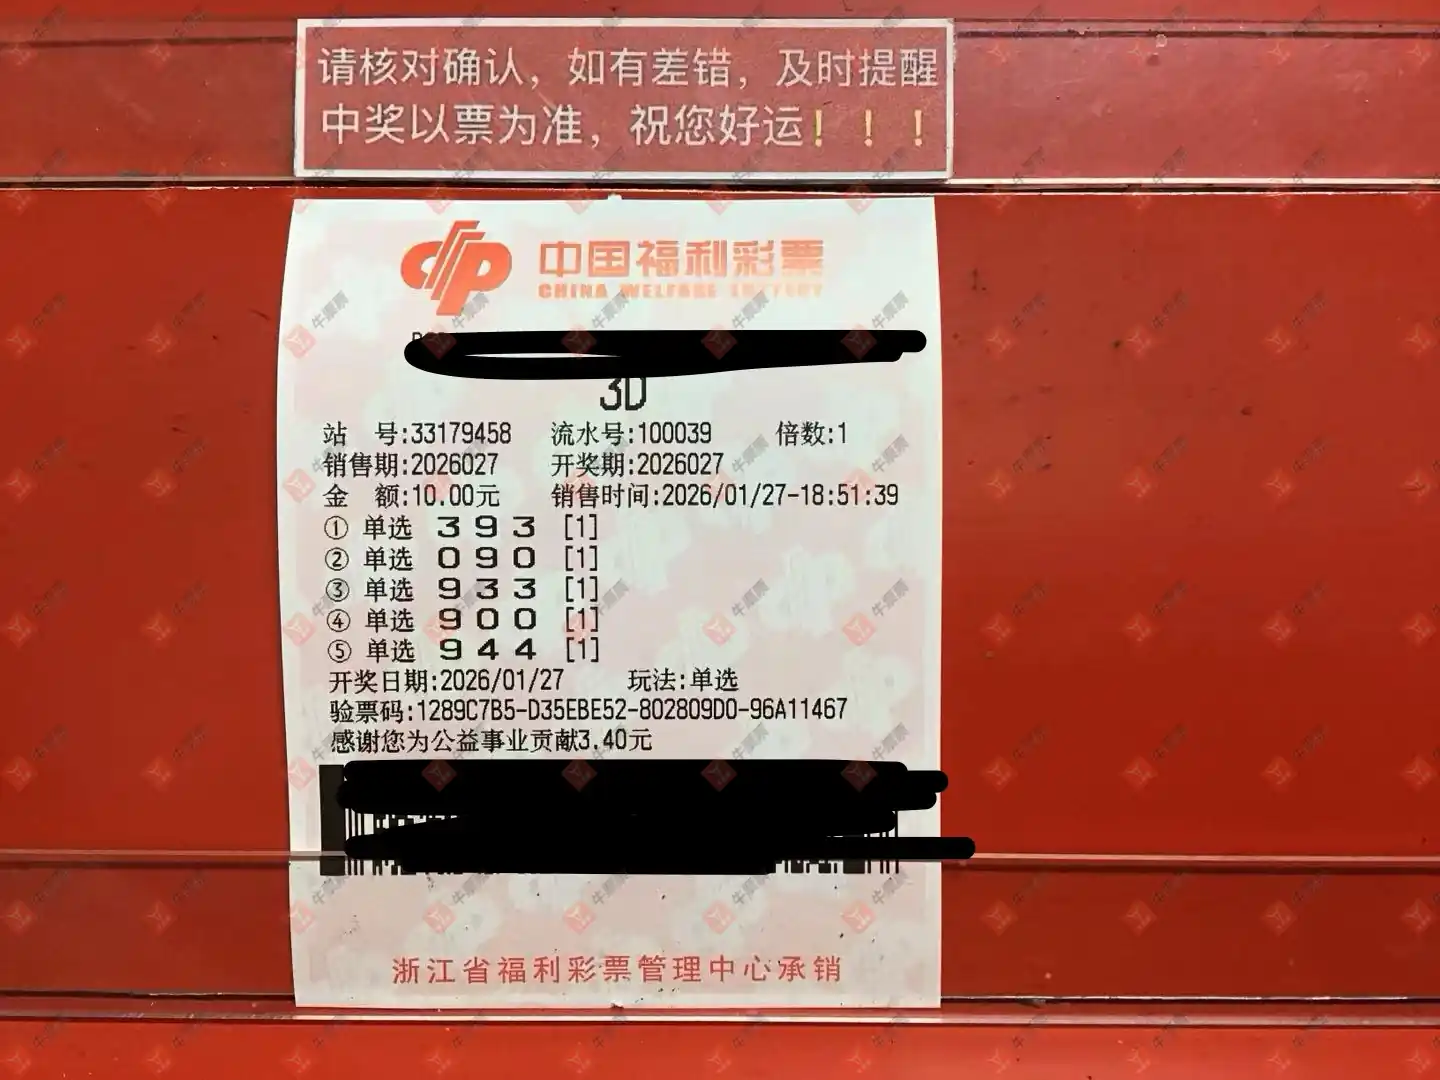 请核对确认，如有差错，及时提醒
中奖以票为准，祝您好运！！！
中国福利彩票
CHINA WELFARE LOTTERY
3D
站 号:33179458 流水号:100039 倍数:1
销售期:2026027 开奖期:2026027
金 额:10.00元 销售时间:2026/01/27-18:51:39
① 单选 3 9 3 [1]
② 单选 0 9 0 [1]
③ 单选 9 3 3 [1]
④ 单选 9 0 0 [1]
⑤ 单选 9 4 4 [1]
开奖日期:2026/01/27 玩法:单选
验票码:1289C7B5-D35EBE52-802809D0-96A11467
感谢您为公益事业贡献3.40元
浙江省福利彩票管理中心承销